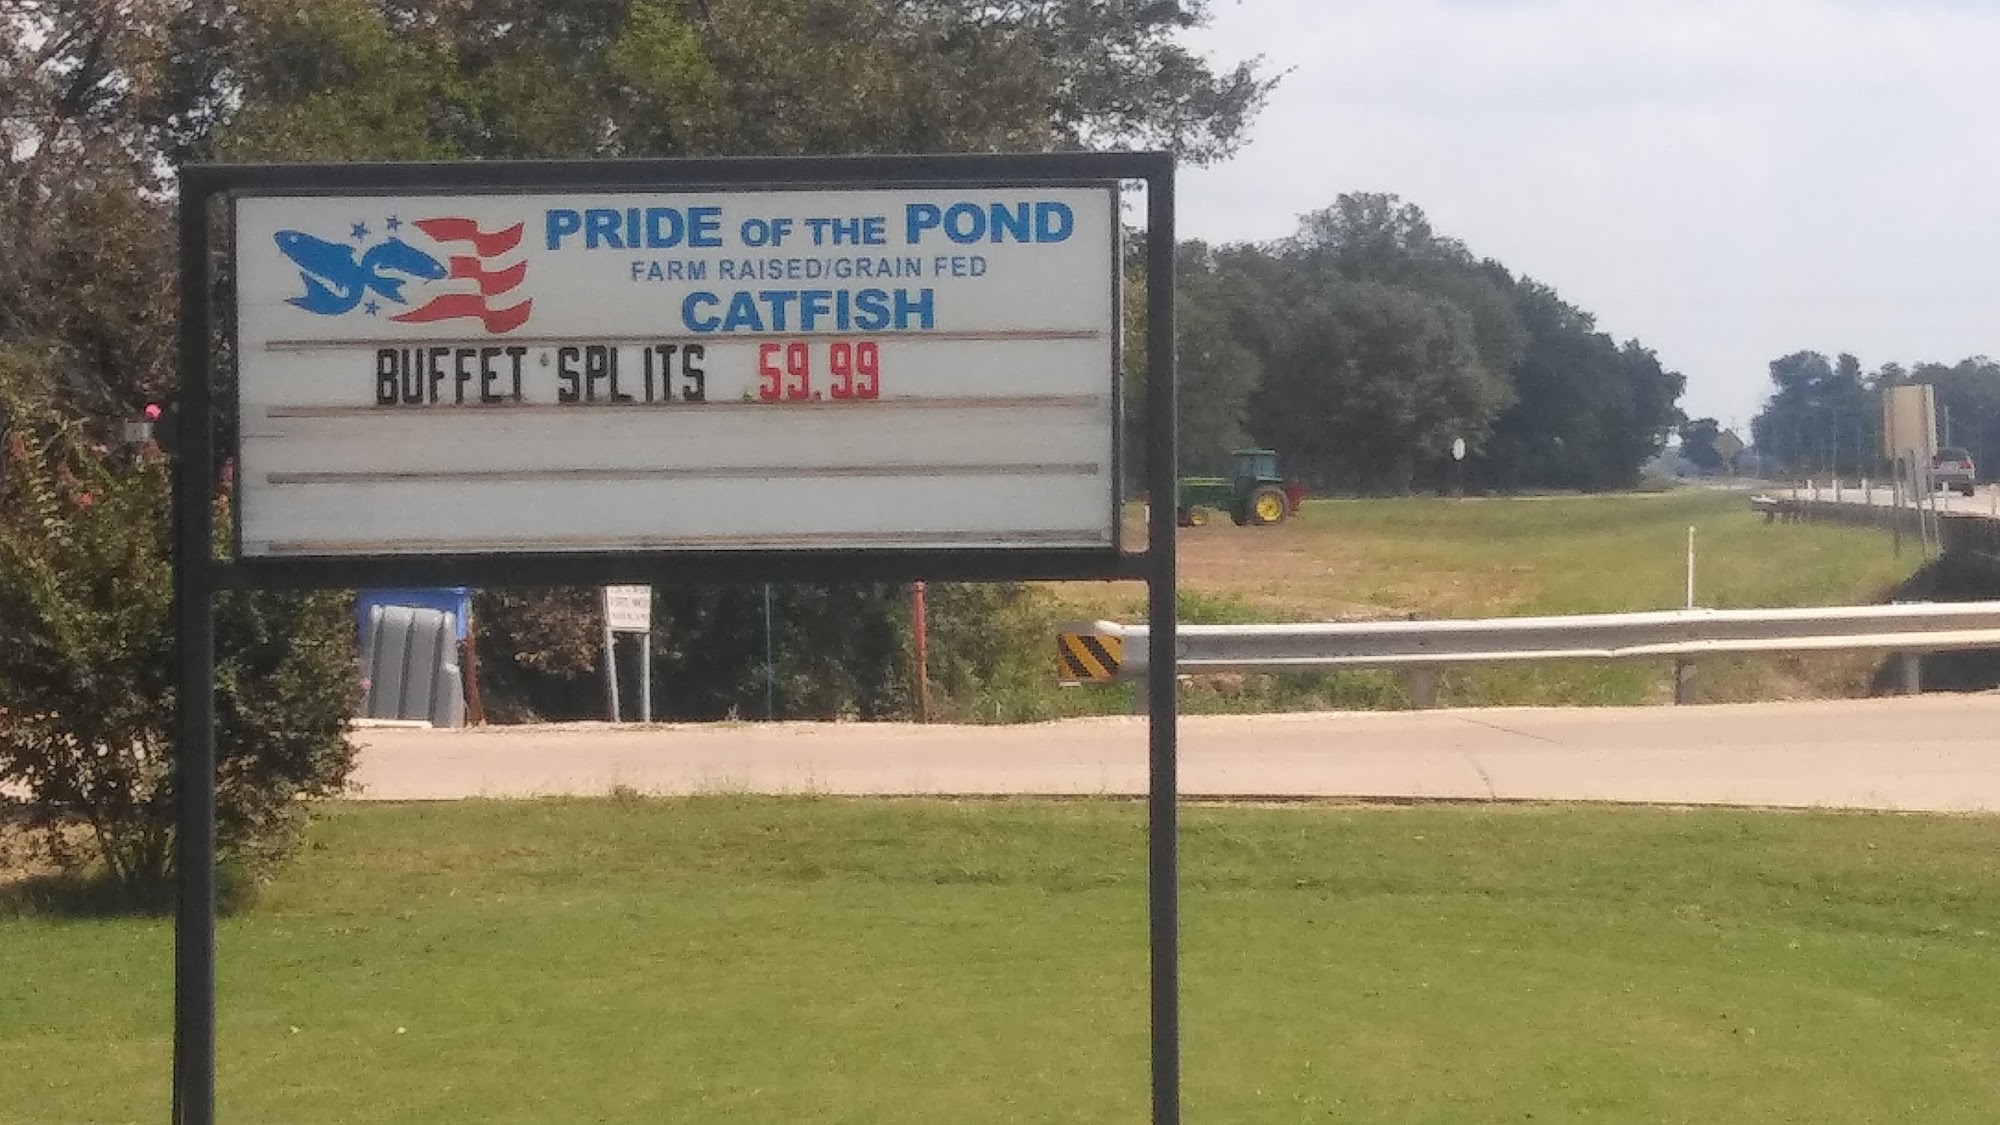 PRIDE OF THE POND
FARM RAISED/GRAIN FED
CATFISH
BUFFET SPLITS 59.99